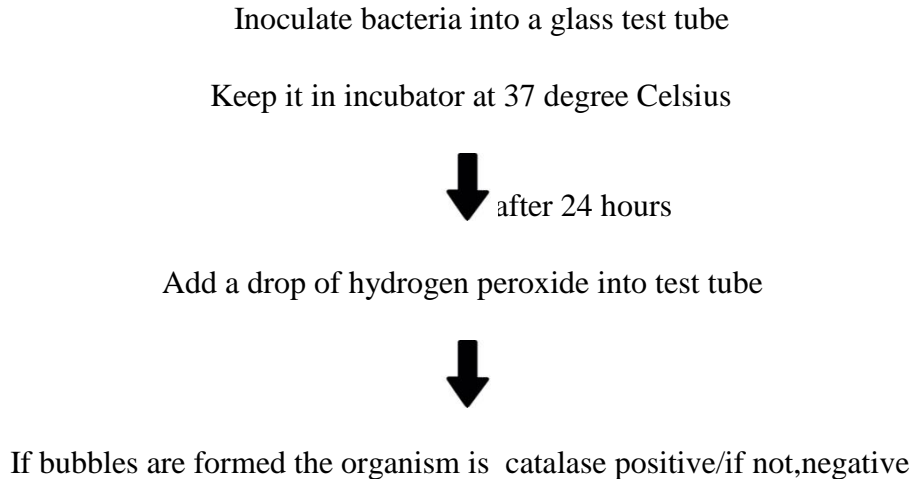 Inoculate bacteria into a glass test tube
Keep it in incubator at 37 degree Celsius
after 24 hours
Add a drop of hydrogen peroxide into test tube
If bubbles are formed the organism is  catalase positive/if not,negative